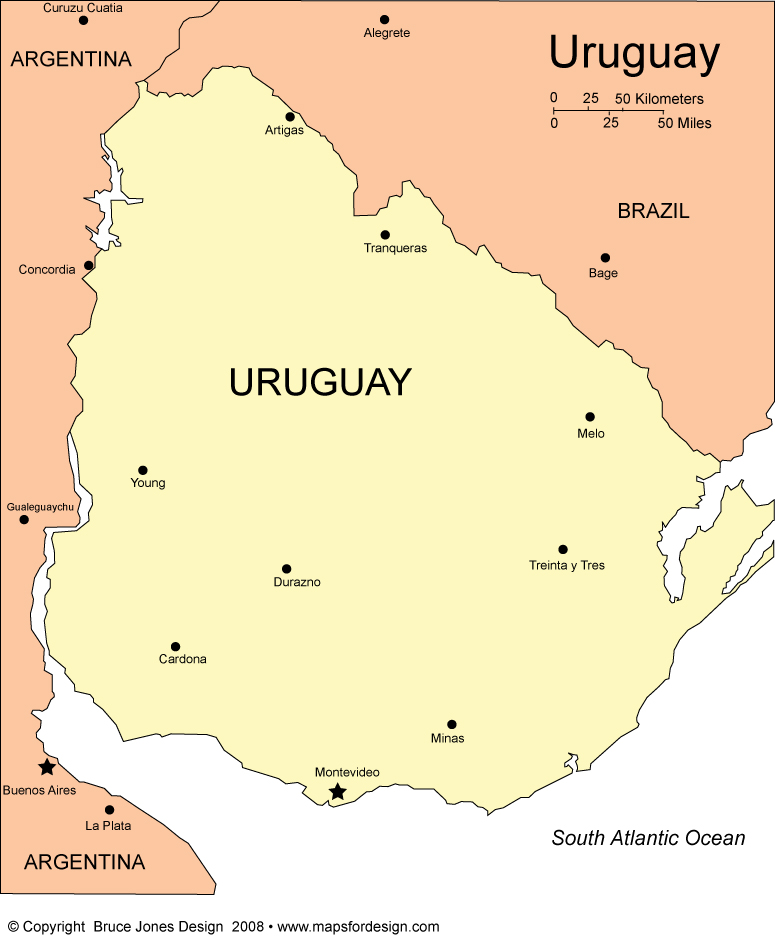 Curuzu Cuatia
Alegrete
ARGENTINA
Uruguay
0 25 50 Kilometers
0 25 50 Miles
Artigas
BRAZIL
Tranqueras
Concordia
Bage
URUGUAY
Melo
Young
Gualeguaychu
Treinta y Tres
Durazno
Cardona
Minas
Montevideo
Buenos Aires
La Plata
South Atlantic Ocean
ARGENTINA
© Copyright Bruce Jones Design 2008 • www.mapsfordesign.com